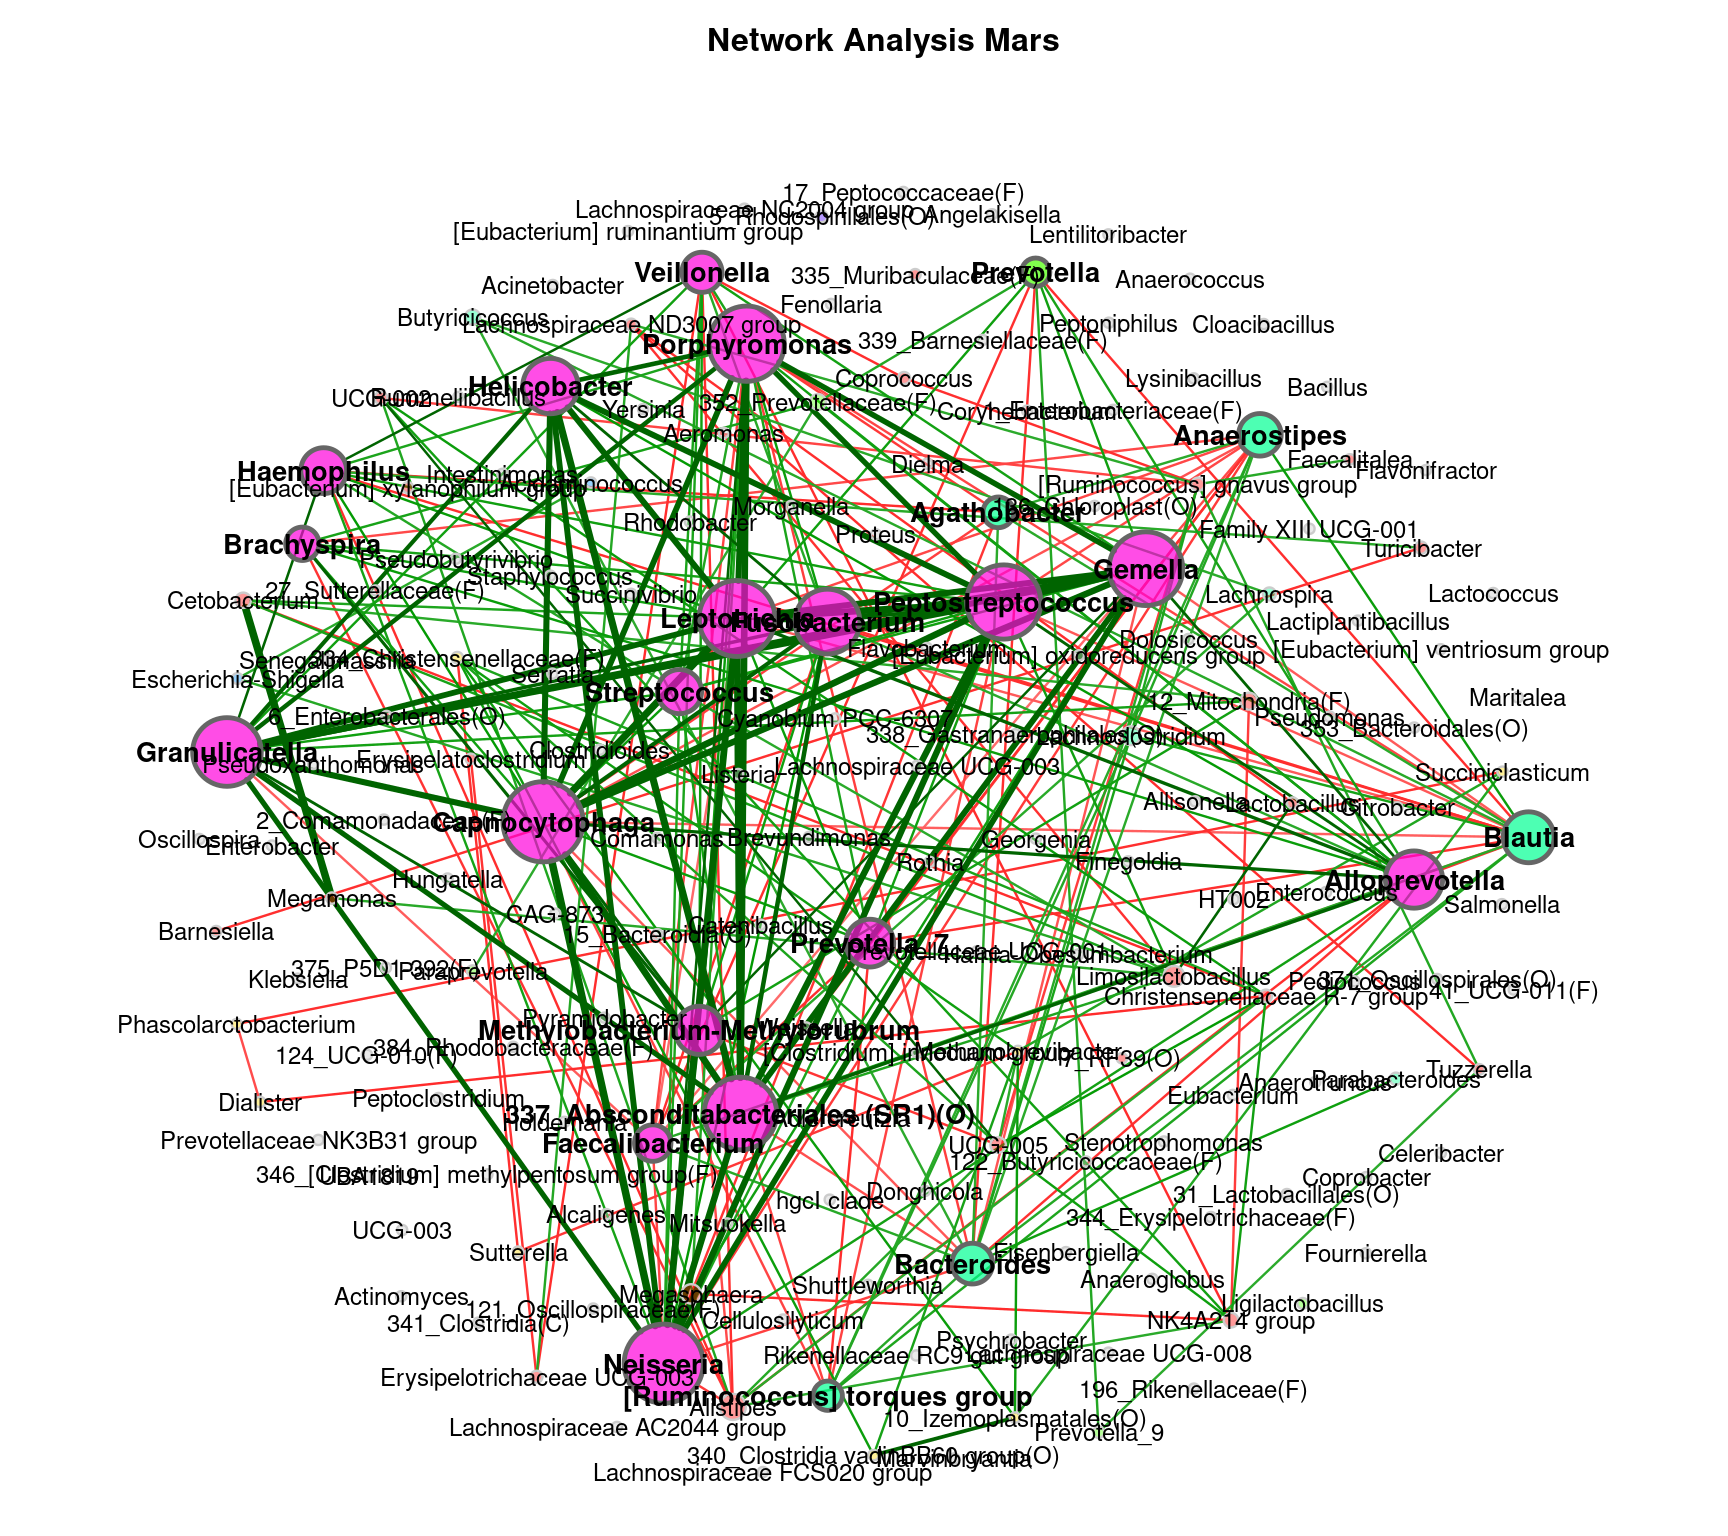 Network Analysis Mars
17_Peptococcaceae(F)
Lachnospiraceae NC2004 group
5_Rhodospirillales(O)
Angelakisella
[Eubacterium] ruminantium group
Lentilitoribacter
Veillonella
335_Muribaculaceae(F)
Prevotella
Anaerococcus
Acinetobacter
Fenollaria
Butyricicoccus
Lachnospiraceae ND3007 group
Peptoniphilus
Cloacibacillus
Porphyromonas
339_Barnesiellaceae(F)
Helicobacter
Coprococcus
Lysinibacillus
Bacillus
UCG-002
Rummeliibacillus
Yersinia
352_Prevotellaceae(F)
Corynebacterium
1_Enterobacteriaceae(F)
Aeromonas
Anaerostipes
Haemophilus
Intestinimonas
Acidaminococcus
Dielma
Faecalitalea
Flavonifractor
[Eubacterium] xylanophilum group
[Ruminococcus] gnavus group
Morganella
Agathobacter
Rhodobacter
Proteus
Family XIII UCG-001
Turicibacter
Brachyspira
Pseudobutyrivibrio
Staphylococcus
Gemella
27_Sutterellaceae(F)
Succinivibrio
Cetobacterium
Peptostreptococcus
Lachnospira
Lactococcus
Leptotrichia
Fusobacterium
Lactiplantibacillus
Dolosicoccus
Flavobacterium
[Eubacterium] oxidoreducens group
[Eubacterium] ventriosum group
Senegalimassilia
334_Christensenellaceae(F)
Serratia
Escherichia-Shigella
Streptococcus
12_Mitochondria(F)
Maritalea
6_Enterobacterales(O)
Cyanobium PCC-6307
Pseudomonas
353_Bacteroidales(O)
338_Gastranaerophilales(O)
Lachnoclostridium
Granulicatella
Pseudoxanthomonas
Erysipelatoclostridium
Clostridioides
Listeria
Lachnospiraceae UCG-003
Succiniclasticum
Allisonella
Lactobacillus
Citrobacter
2_Comamonadaceae(F)
Capnocytophaga
Oscillospira
Enterobacter
Comamonas
Brevundimonas
Georgenia
Blautia
Rothia
Finegoldia
Hungatella
Alloprevotella
Megamonas
HT002
Enterococcus
Salmonella
CAG-873
Catenibacillus
Barnesiella
15_Bacteroidia(C)
Prevotella_7
Prevotellaceae UCG-001
Hafnia-Obesumbacterium
375_P5D1-392(F)
Paraprevotella
Klebsiella
Limosilactobacillus
Pediococcus
371_Oscillospirales(O)
Christensenellaceae R-7 group
41_UCG-011(F)
Phascolarctobacterium
Pyramidobacter
Methylobacterium-Methylorubrum
Weissella
384_Rhodobacteraceae(F)
124_UCG-010(F)
[Clostridium] innocuum group
Methanobrevibacter
7_RF39(O)
Tuzzerella
Anaerotruncus
Parabacteroides
Eubacterium
Dialister
Peptoclostridium
337_Absconditabacteriales (SR1)(O)
Holdemania
Adlercreutzia
Prevotellaceae NK3B31 group
Faecalibacterium
UCG-005
Stenotrophomonas
Celeribacter
122_Butyricicoccaceae(F)
346_[Clostridium] methylpentosum group(F)
UBA1819
Coprobacter
hgcI clade
Donghicola
31_Lactobacillales(O)
Alcaligenes
Mitsuokella
344_Erysipelotrichaceae(F)
UCG-003
Sutterella
Bacteroides
Eisenbergiella
Fournierella
Anaeroglobus
Shuttleworthia
Actinomyces
Megasphaera
121_Oscillospiraceae(F)
Ligilactobacillus
341_Clostridia(C)
Cellulosilyticum
NK4A214 group
Psychrobacter
Neisseria
Rikenellaceae RC9 gut group
Lachnospiraceae UCG-008
Erysipelotrichaceae UCG-003
196_Rikenellaceae(F)
[Ruminococcus] torques group
Alistipes
Lachnospiraceae AC2044 group
10_Izemoplasmatales(O)
Prevotella_9
340_Clostridia vadinBB60 group(O)
Marvinbryantia
Lachnospiraceae FCS020 group